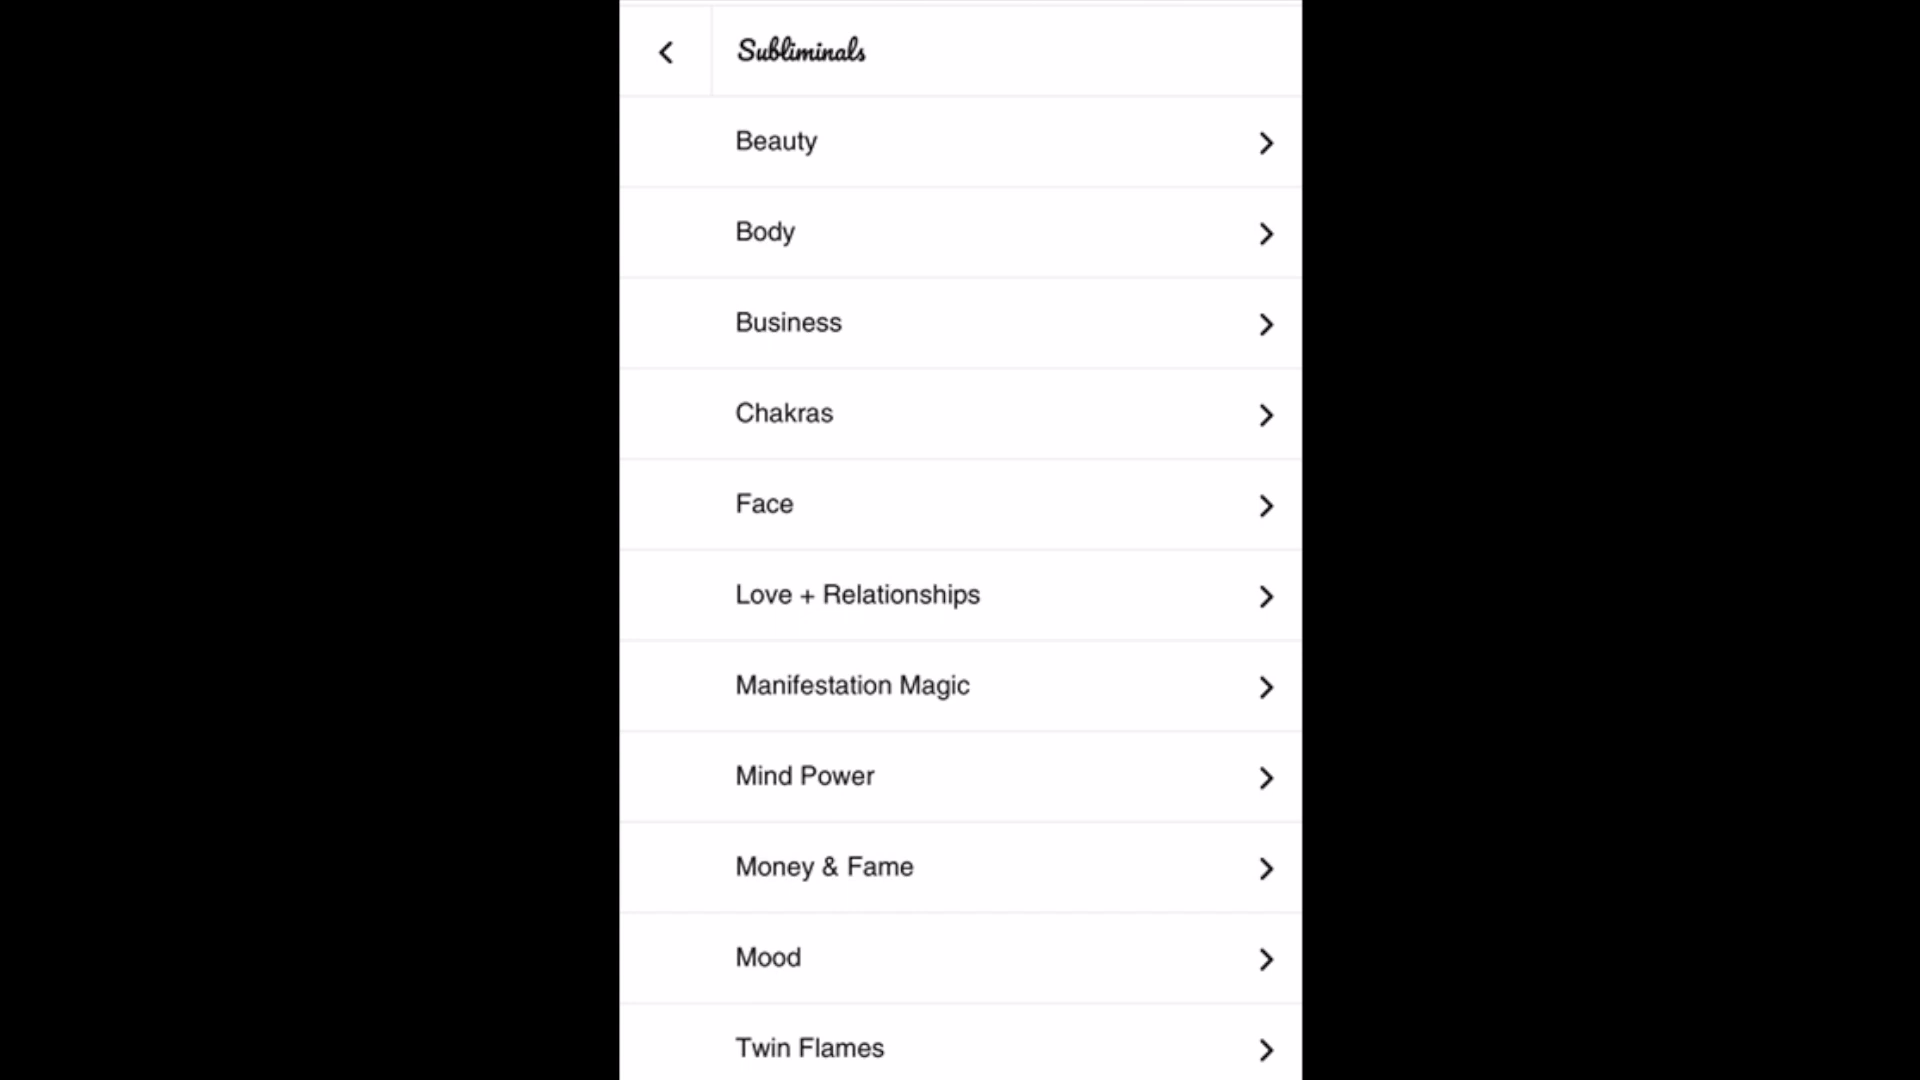 Subliminals
Beauty
Body
Business
Chakras
Face
Love + Relationships
Manifestation Magic
Mind Power
Money & Fame
Mood
Twin Flames